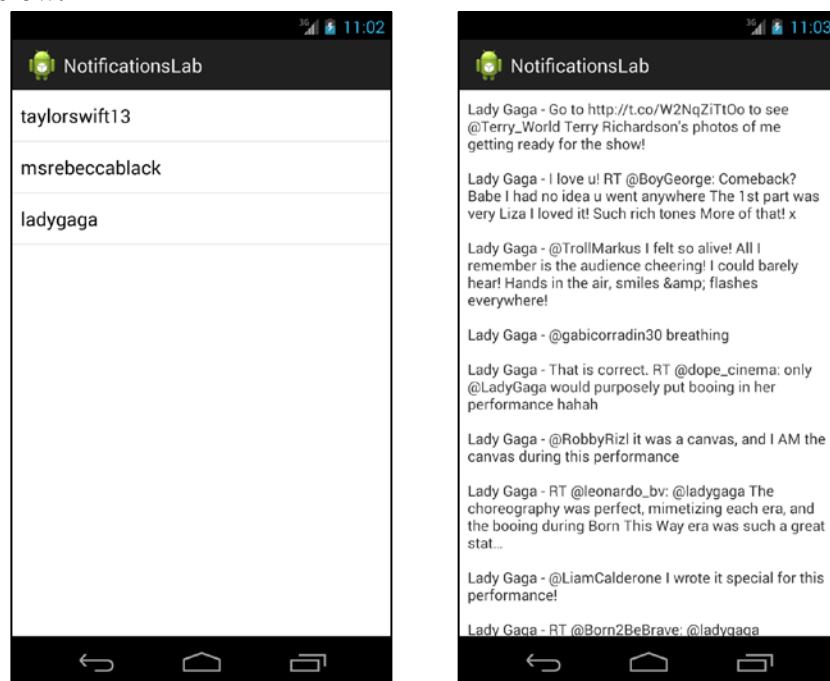 3G 11:02
NotificationsLab
taylorswift13
msrebeccablack
ladygaga
3G 11:03
NotificationsLab
Lady Gaga - Go to http://t.co/W2NqZiTtOo to see
@Terry_World Terry Richardson's photos of me
getting ready for the show!
Lady Gaga - I love u! RT @BoyGeorge: Comeback?
Babe I had no idea u went anywhere The 1st part was
very Liza I loved it! Such rich tones More of that! x
Lady Gaga - @TrollMarkus I felt so alive! All I
remember is the audience cheering! I could barely
hear! Hands in the air, smiles &amp; flashes
everywhere!
Lady Gaga - @gabicorradin30 breathing
Lady Gaga - That is correct. RT @dope_cinema: only
@LadyGaga would purposely put booing in her
performance hahah
Lady Gaga - @RobbyRizl it was a canvas, and I AM the
canvas during this performance
Lady Gaga - RT @leonardo_bv: @ladygaga The
choreography was perfect, mimetizing each era, and
the booing during Born This Way era was such a great
stat...
Lady Gaga - @LiamCalderone I wrote it special for this
performance!
Lady Gaga - RT @Born2BeBrave: @ladygaga